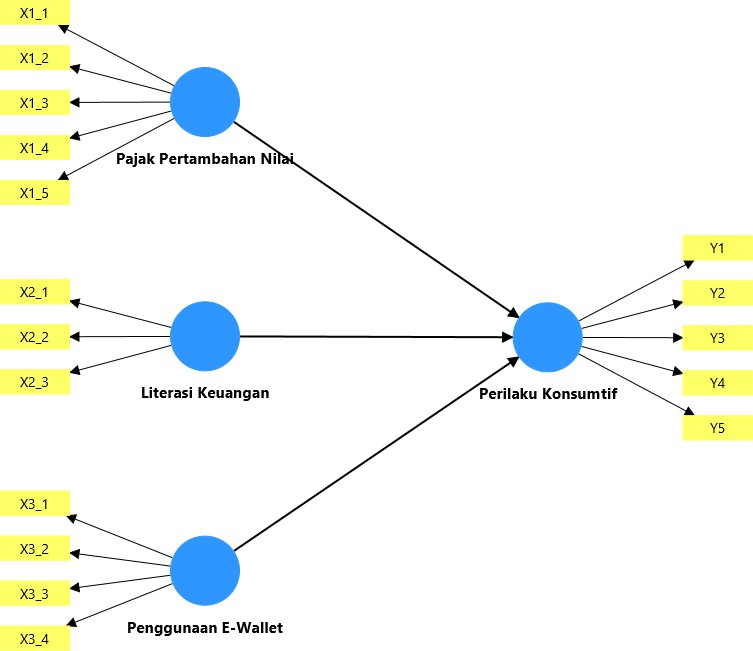 X1_1
X1_2
X1_3
X1_4
Pajak Pertambahan Nilai
X1_5
Y1
X2_1
Y2
X2_2
Y3
X2_3
Y4
Literasi Keuangan
Perilaku Konsumtif
Y5
X3_1
X3_2
X3_3
Penggunaan E-Wallet
X3_4